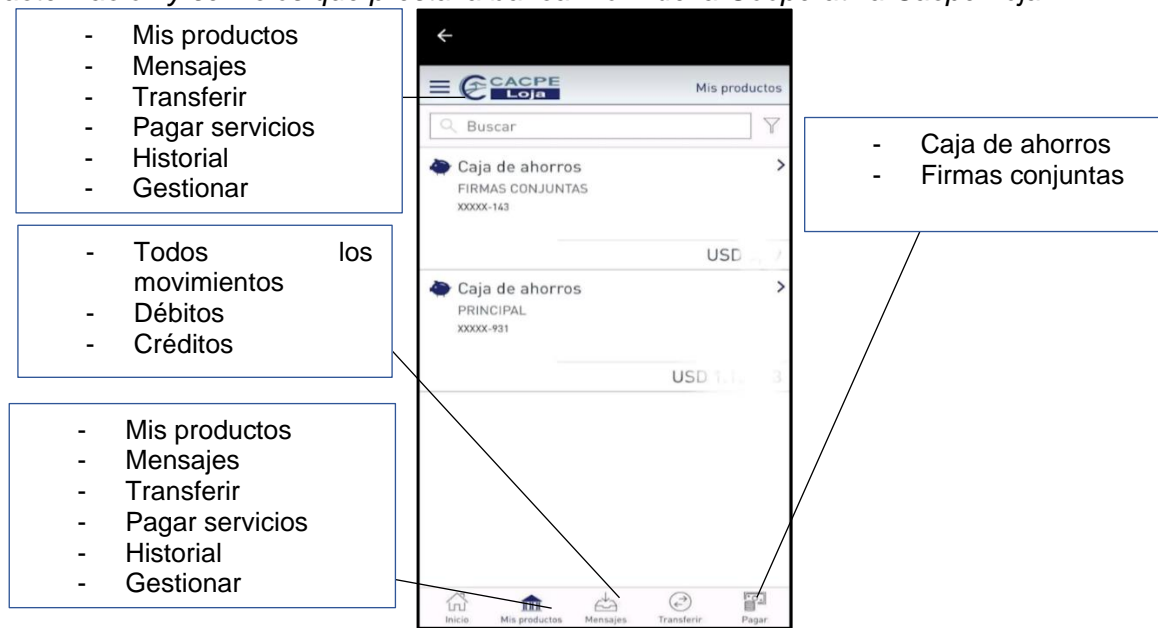 - Mis productos
- Mensajes
- Transferir
- Pagar servicios
- Historial
- Gestionar
- Todos los
movimientos
- Débitos
- Créditos
- Mis productos
- Mensajes
- Transferir
- Pagar servicios
- Historial
- Gestionar
CACPE
Loja
Mis productos
Buscar
Caja de ahorros
FIRMAS CONJUNTAS
XXXXX-143
USD
Caja de ahorros
PRINCIPAL
XXXXX-931
USD
Inicio
Mis productos
Mensajes
Transferir
Pagar
- Caja de ahorros
- Firmas conjuntas